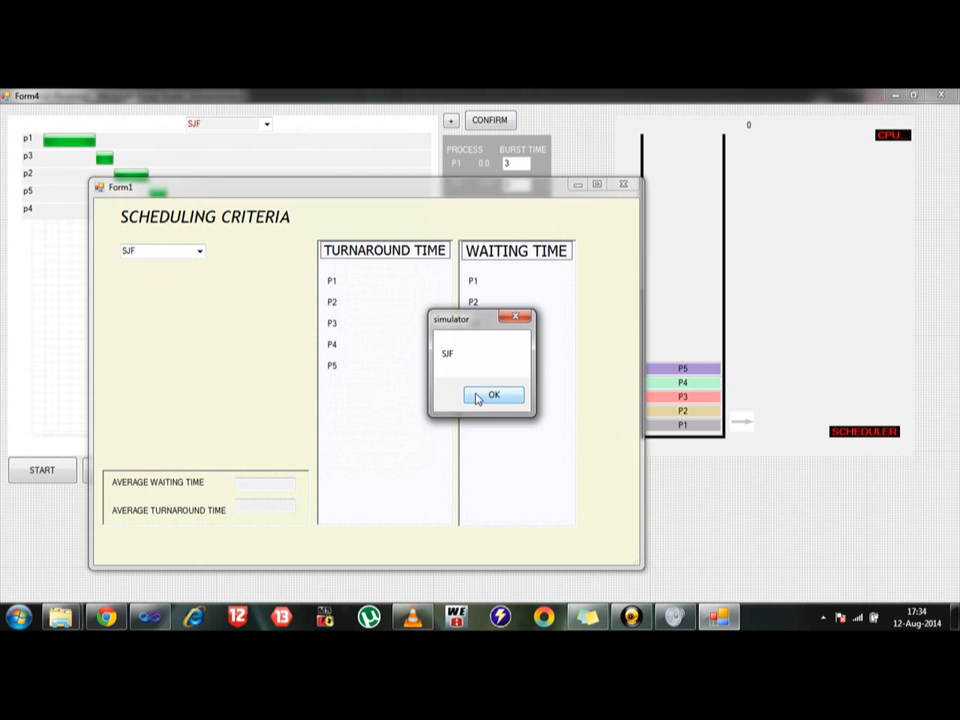 Form4
SJF
+
CONFIRM
0
CPU...
p1
p3
p2
p5
p4
PROCESS
BURST TIME
P1
0.0
3
Form1
SCHEDULING CRITERIA
SJF
TURNAROUND TIME
WAITING TIME
P1
P2
P3
P4
P5
P1
P2
simulator
SJF
OK
P5
P4
P3
P2
P1
SCHEDULER
START
AVERAGE WAITING TIME
AVERAGE TURNAROUND TIME
12
13
WE
17:34
12-Aug-2014